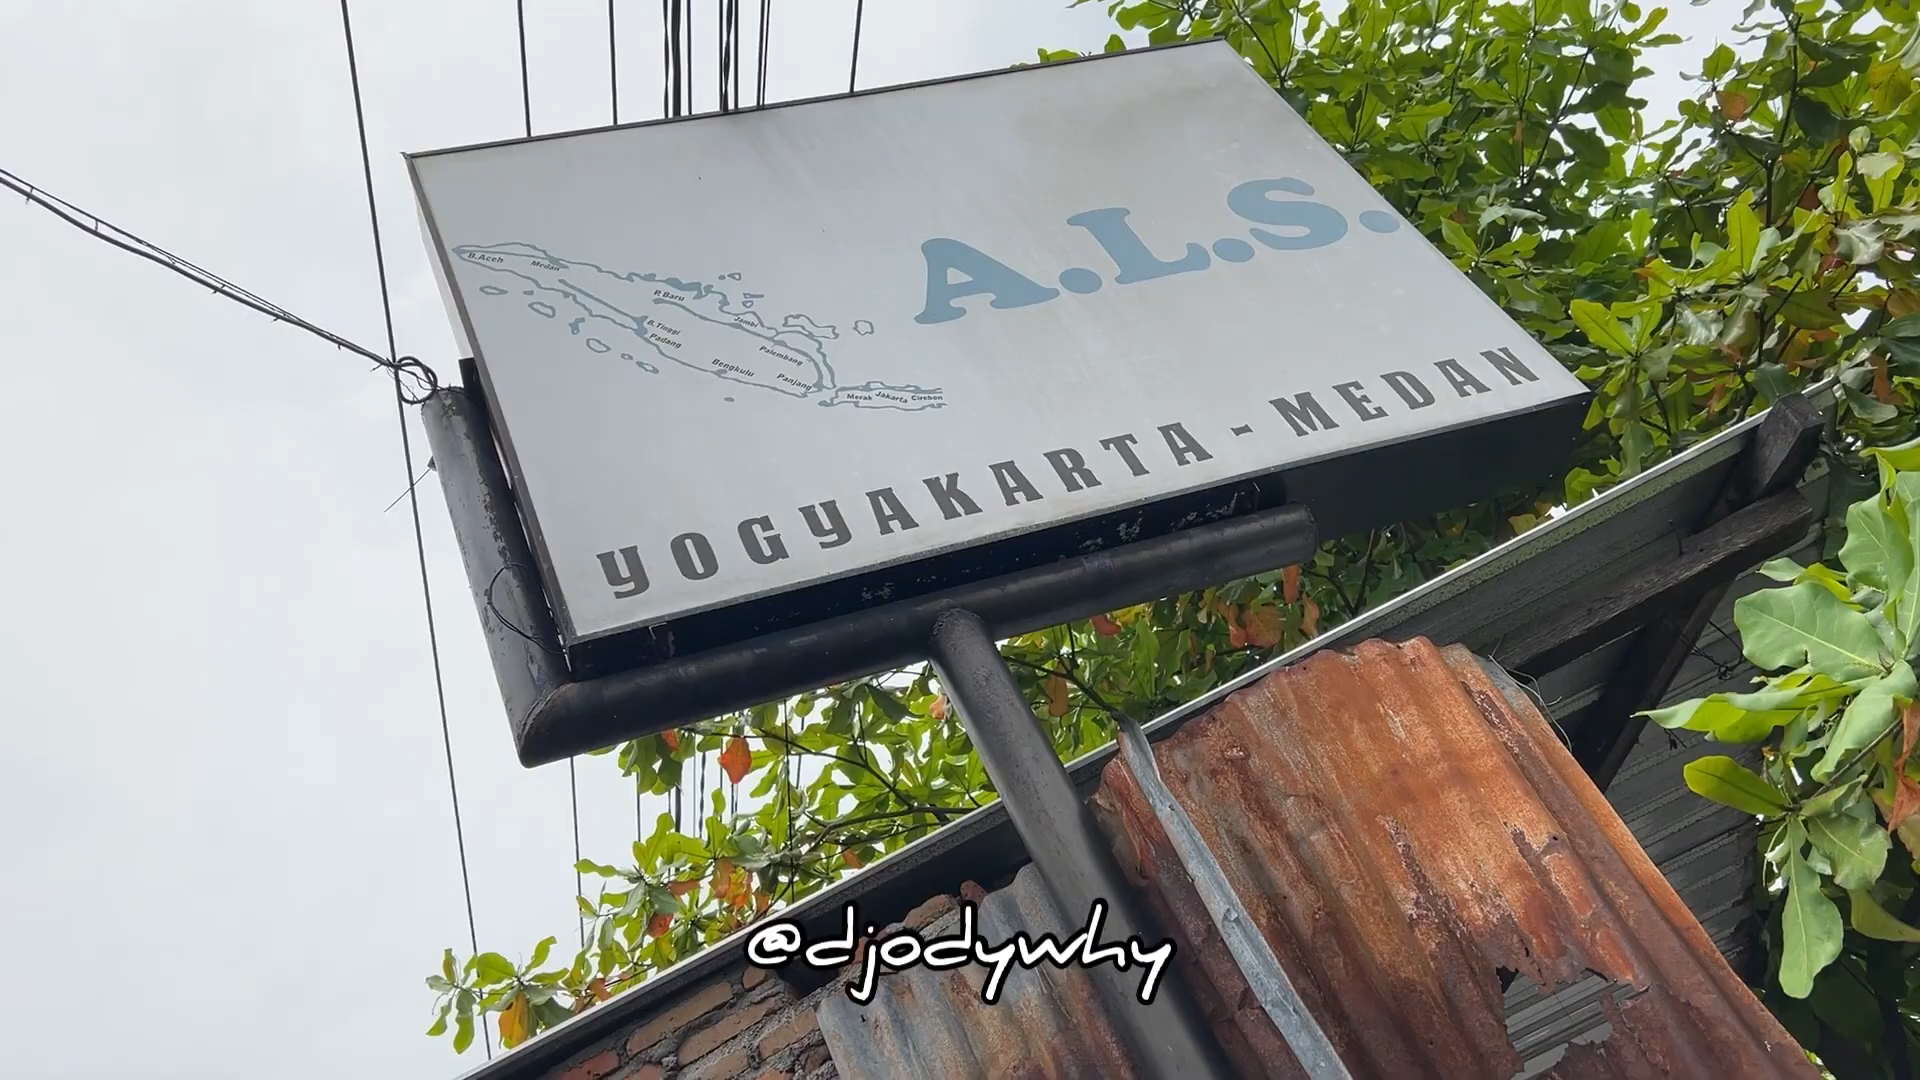 A.L.S.
B.Aceh
Medan
P. Baru
B. Tinggi
Padang
Jambi
Palembang
Bengkulu
Panjang
Merak Jakarta Cirebon
YOGYAKARTA - MEDAN
@djodywhy